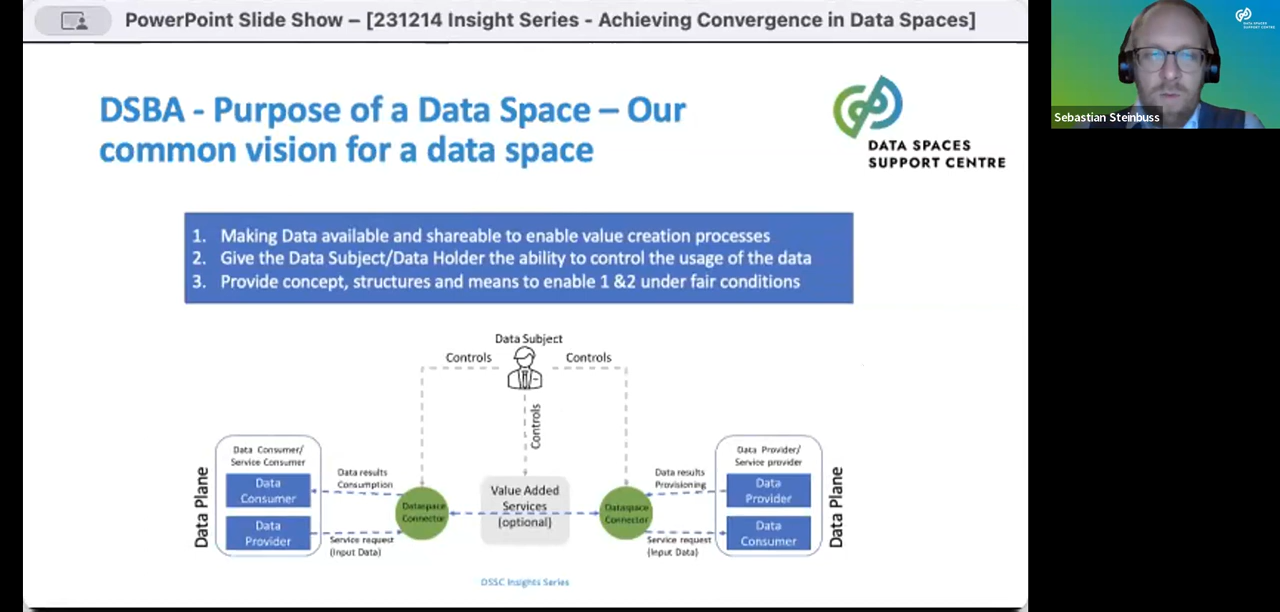 PowerPoint Slide Show – [231214 Insight Series - Achieving Convergence in Data Spaces]
DATA SPACES
SUPPORT CENTRE
Sebastian Steinbuss
DSBA - Purpose of a Data Space – Our
common vision for a data space
DATA SPACES
SUPPORT CENTRE
1. Making Data available and shareable to enable value creation processes
2. Give the Data Subject/Data Holder the ability to control the usage of the data
3. Provide concept, structures and means to enable 1 &2 under fair conditions
Data Subject
Controls
Controls
Controls
Data Plane
Data Consumer/
Service Consumer
Data
Consumer
Data
Provider
Data results
Consumption
Service request
(Input Data)
Dataspace
Connector
Value Added
Services
(optional)
Dataspace
Connector
Data results
Provisioning
Service request
(Input Data)
Data Provider/
Service provider
Data
Provider
Data
Consumer
Data Plane
DSSC Insights Series